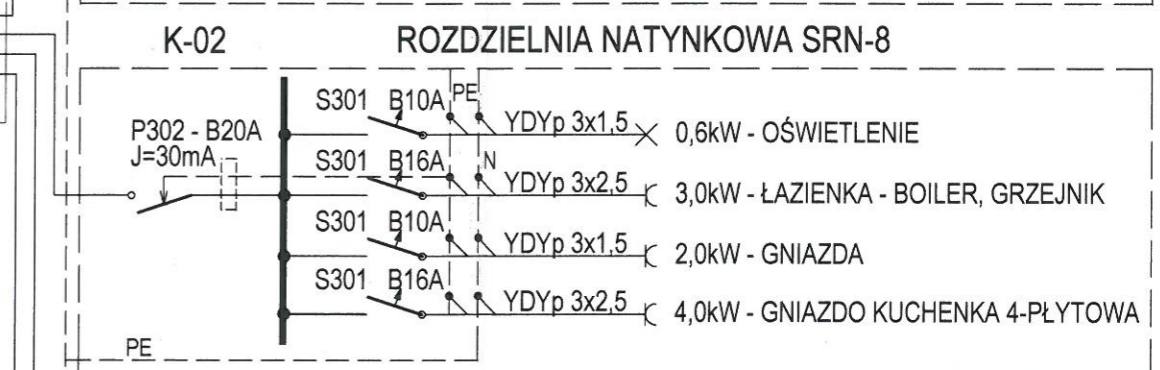 K-02 ROZDZIELNIA NATYNKOWA SRN-8
P302 - B20A
J=30mA
S301 B10A PE YDYp 3x1,5 0,6kW - OŚWIETLENIE
S301 B16A N YDYp 3x2,5 3,0kW - ŁAZIENKA - BOILER, GRZEJNIK
S301 B10A YDYp 3x1,5 2,0kW - GNIAZDA
S301 B16A YDYp 3x2,5 4,0kW - GNIAZDO KUCHENKA 4-PŁYTOWA
PE